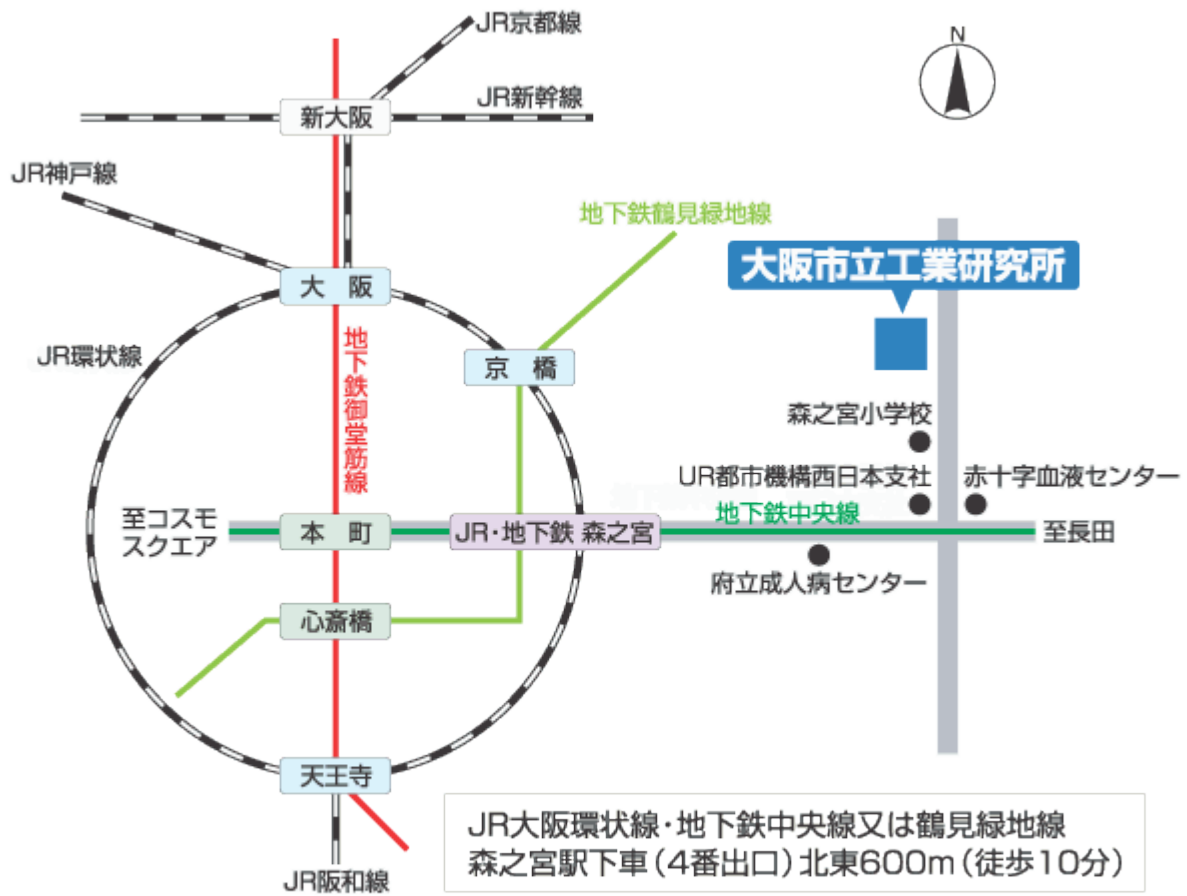 JR京都線
N
JR新幹線
新大阪
JR神戸線
地下鉄鶴見緑地線
大阪市立工業研究所
大 阪
JR環状線
地下鉄御堂筋線
京 橋
森之宮小学校
UR都市機構西日本支社
赤十字血液センター
地下鉄中央線
至コスモ
スクエア
本 町
JR・地下鉄 森之宮
至長田
府立成人病センター
心斎橋
天王寺
JR阪和線
JR大阪環状線・地下鉄中央線又は鶴見緑地線
森之宮駅下車(4番出口)北東600m(徒歩10分)